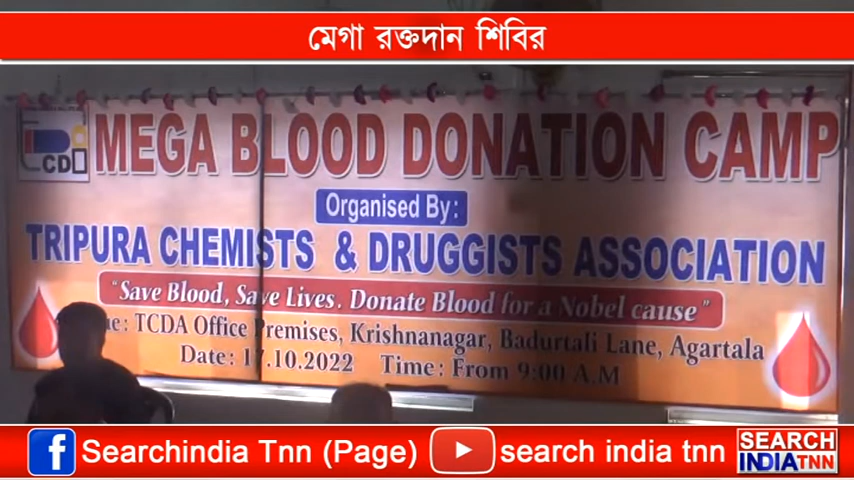 মেগা রক্তদান শিবির
MEGA BLOOD DONATION CAMP
Organised By:
TRIPURA CHEMISTS & DRUGGISTS ASSOCIATION
"Save Blood, Save Lives. Donate Blood for a Nobel cause"
: TCDA Office Premises, Krishnanagar, Badurtali Lane, Agartala
Date: 17.10.2022 Time: From 9:00 A.M
Searchindia Tnn (Page) search india tnn
SEARCH
INDIATNN